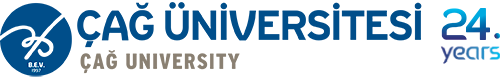 ÇAĞ ÜNİVERSİTESİ
ÇAĞ UNIVERSITY
B.E.V.
1997
24.
years